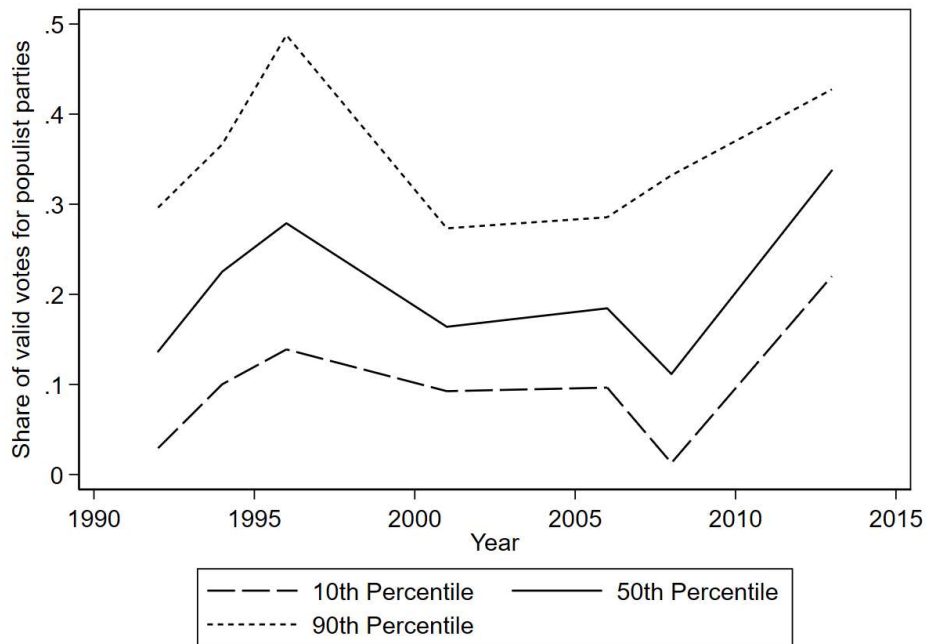 Share of valid votes for populist parties
.5
.4
.3
.2
.1
0
1990 1995 2000 2005 2010 2015
Year
10th Percentile 50th Percentile
90th Percentile